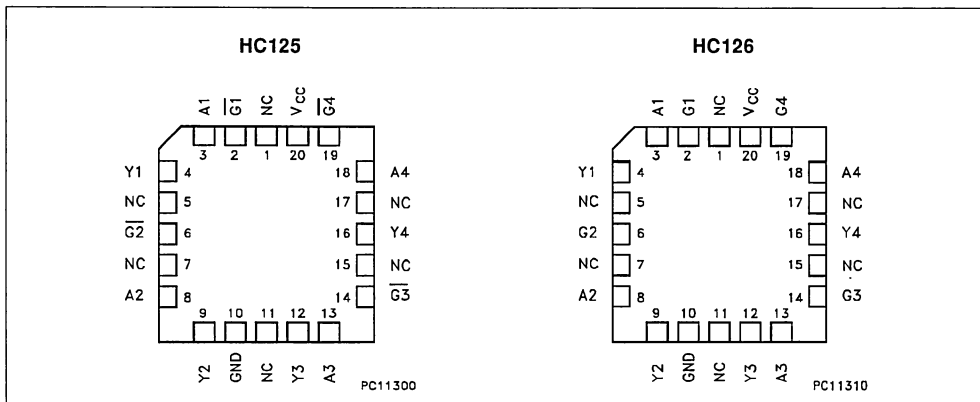 HC125
HC126
A1 G̅1̅ NC VCC G̅4̅
3 2 1 20 19
Y1 4 18 A4
NC 5 17 NC
G̅2̅ 6 16 Y4
NC 7 15 NC
A2 8 14 G̅3̅
9 10 11 12 13
Y2 GND NC Y3 A3
PC11300
A1 G1 NC VCC G4
3 2 1 20 19
Y1 4 18 A4
NC 5 17 NC
G2 6 16 Y4
NC 7 15 NC
A2 8 14 G3
9 10 11 12 13
Y2 GND NC Y3 A3
PC11310